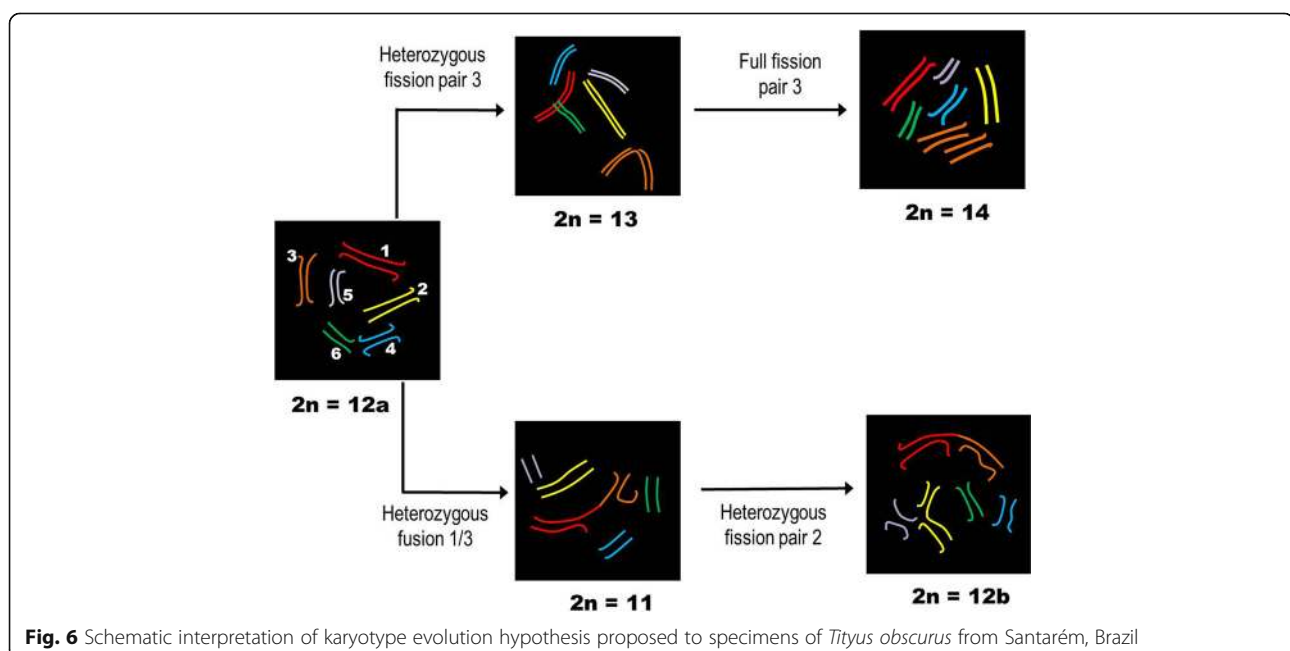 Heterozygous
fission pair 3
Full fission
pair 3
2n = 13
2n = 14
3
1
5
2
6
4
2n = 12a
Heterozygous
fusion 1/3
Heterozygous
fission pair 2
2n = 11
2n = 12b
Fig. 6 Schematic interpretation of karyotype evolution hypothesis proposed to specimens of Tityus obscurus from Santarém, Brazil